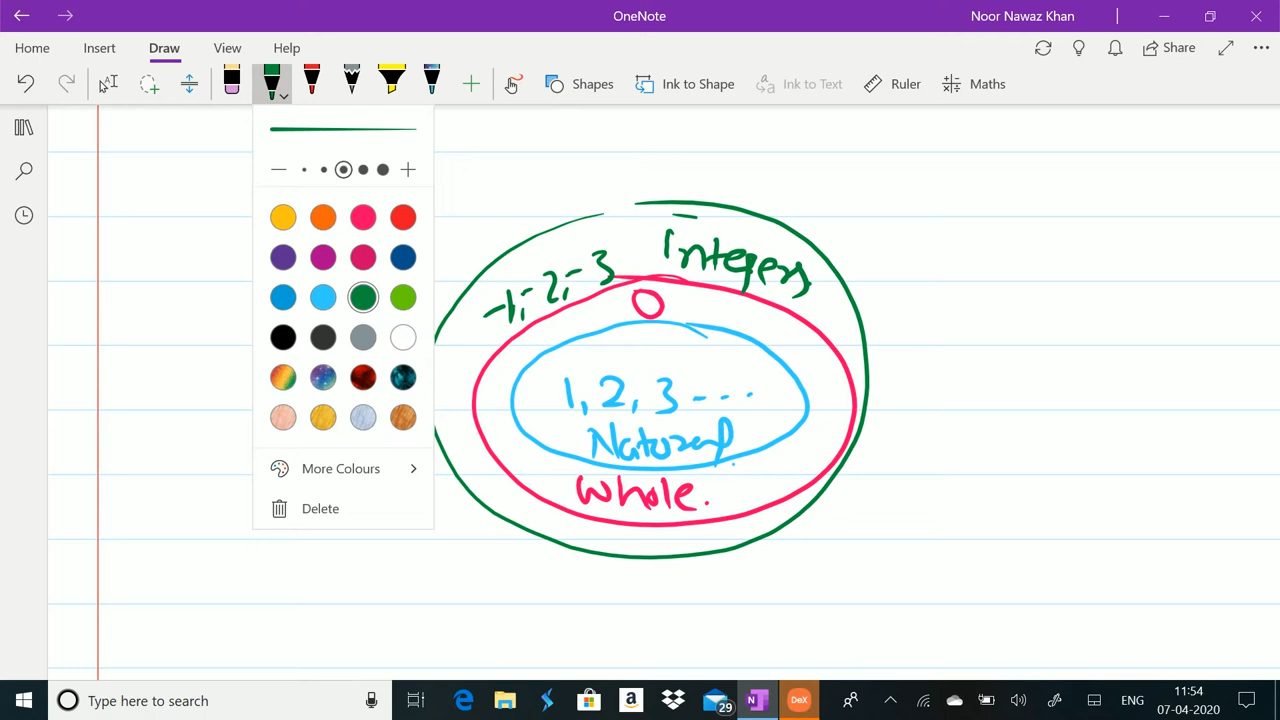 OneNote
Noor Nawaz Khan
Home Insert Draw View Help
Share
Shapes Ink to Shape Ink to Text Ruler Maths
Integers
-1, -2, -3
0
1, 2, 3 - - - -
Natural
Whole.
More Colours
Delete
Type here to search
29
DeX
ENG
11:54
07-04-2020